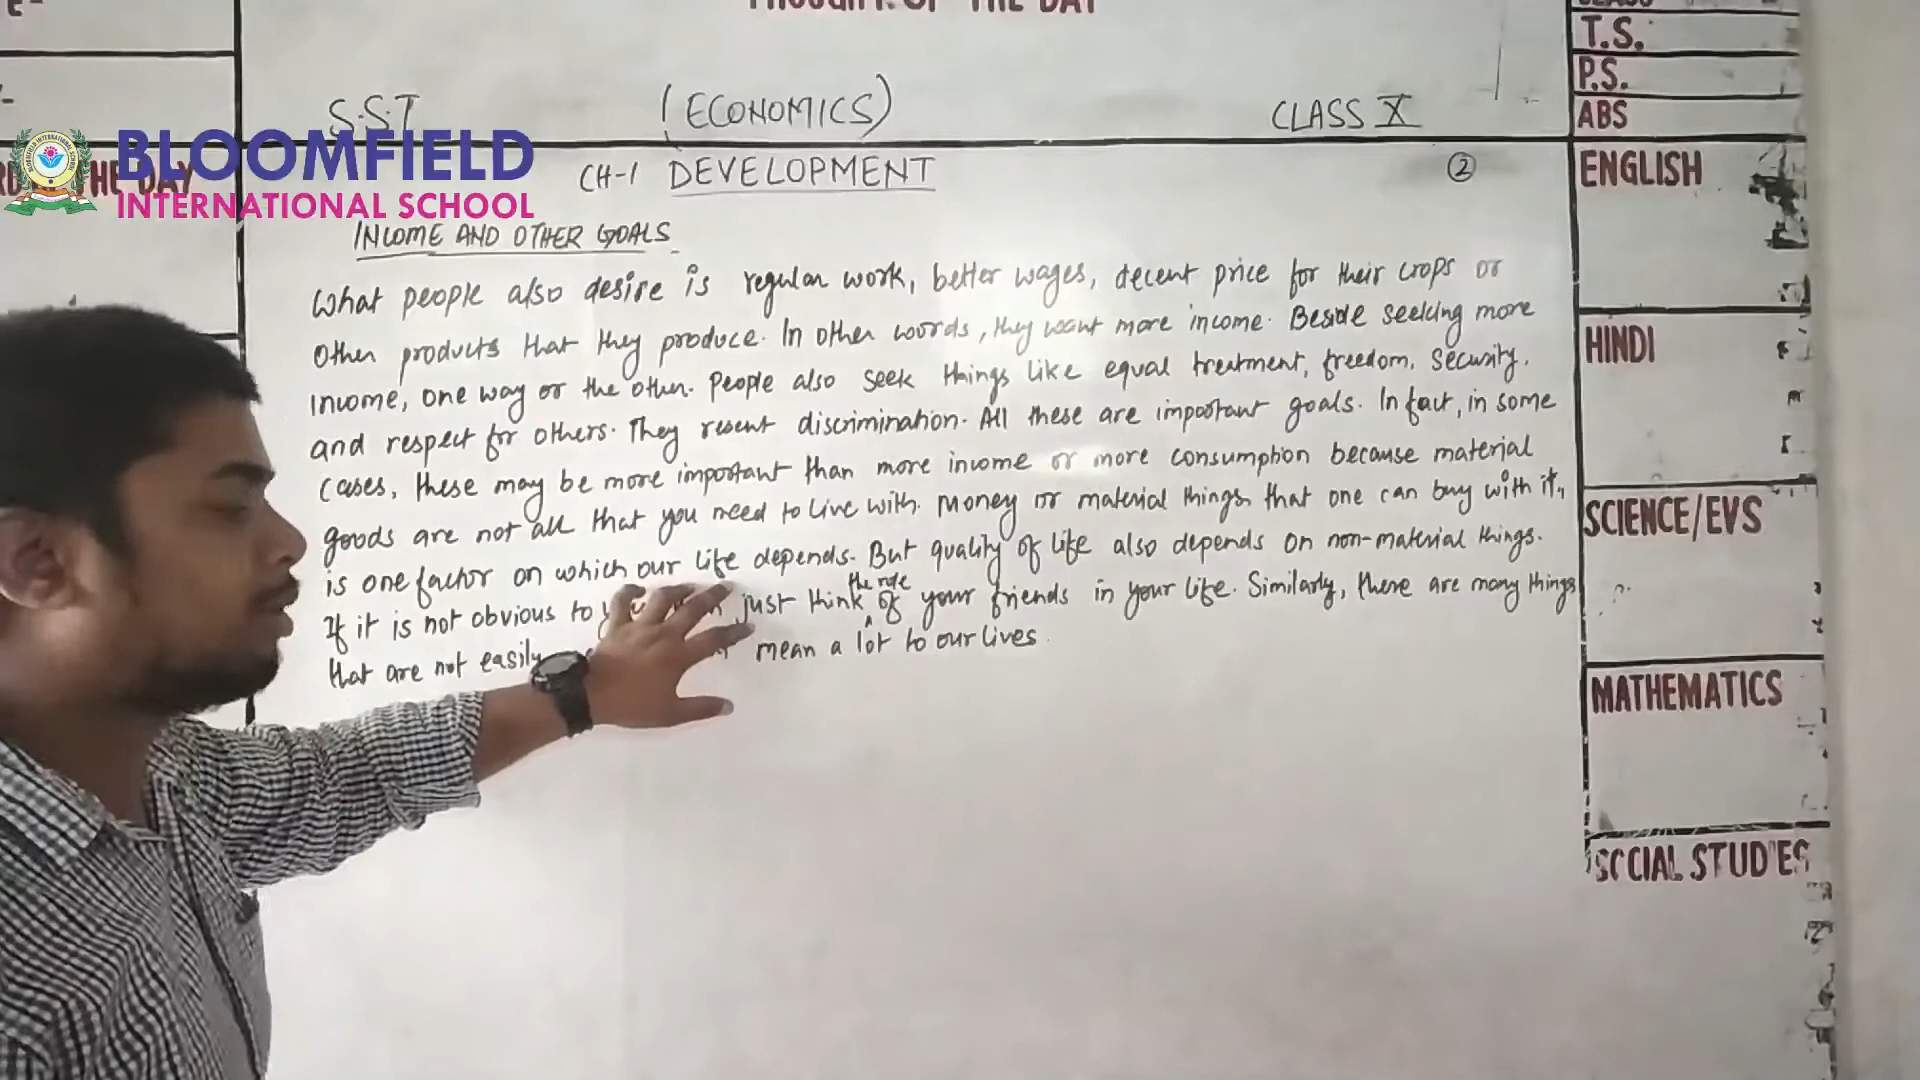 THOUGHT OF THE DAY
T.S.
P.S.
ABS
S.S.T (ECONOMICS) CLASS X
BLOOMFIELD
INTERNATIONAL SCHOOL
THE DAY
CH-1 DEVELOPMENT ②
INCOME AND OTHER GOALS
What people also desire is regular work, better wages, decent price for their crops or
Other products that they produce. In other words, they want more income. Beside seeking more
income, one way or the other. People also seek things like equal treatment, freedom, security,
and respect for others. They resent discrimination. All these are important goals. In fact, in some
cases, these may be more important than more income or more consumption because material
goods are not all that you need to live with. Money or material things that one can buy with it,
is one factor on which our life depends. But quality of life also depends on non-material things.
If it is not obvious to just think the role of your friends in your life. Similarly, there are many things
that are not easily mean a lot to our lives.
ENGLISH
HINDI
SCIENCE/EVS
MATHEMATICS
SOCIAL STUDIES